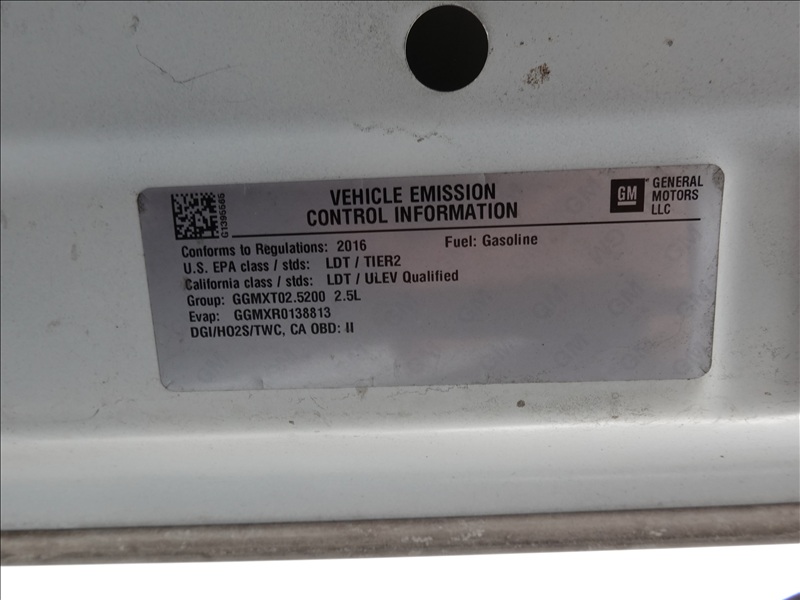 VEHICLE EMISSION
CONTROL INFORMATION
GM
GENERAL
MOTORS
LLC
Conforms to Regulations: 2016 Fuel: Gasoline
U.S. EPA class / stds: LDT / TIER2
California class / stds: LDT / ULEV Qualified
Group: GGMXT02.5200 2.5L
Evap: GGMXR0138813
DGI/HO2S/TWC, CA OBD: II